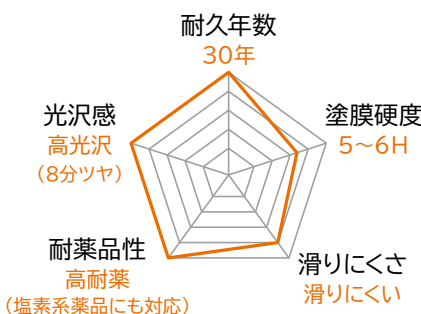 耐久年数
30年
光沢感
高光沢
（8分ツヤ）
塗膜硬度
5～6H
耐薬品性
高耐薬
（塩素系薬品にも対応）
滑りにくさ
滑りにくい